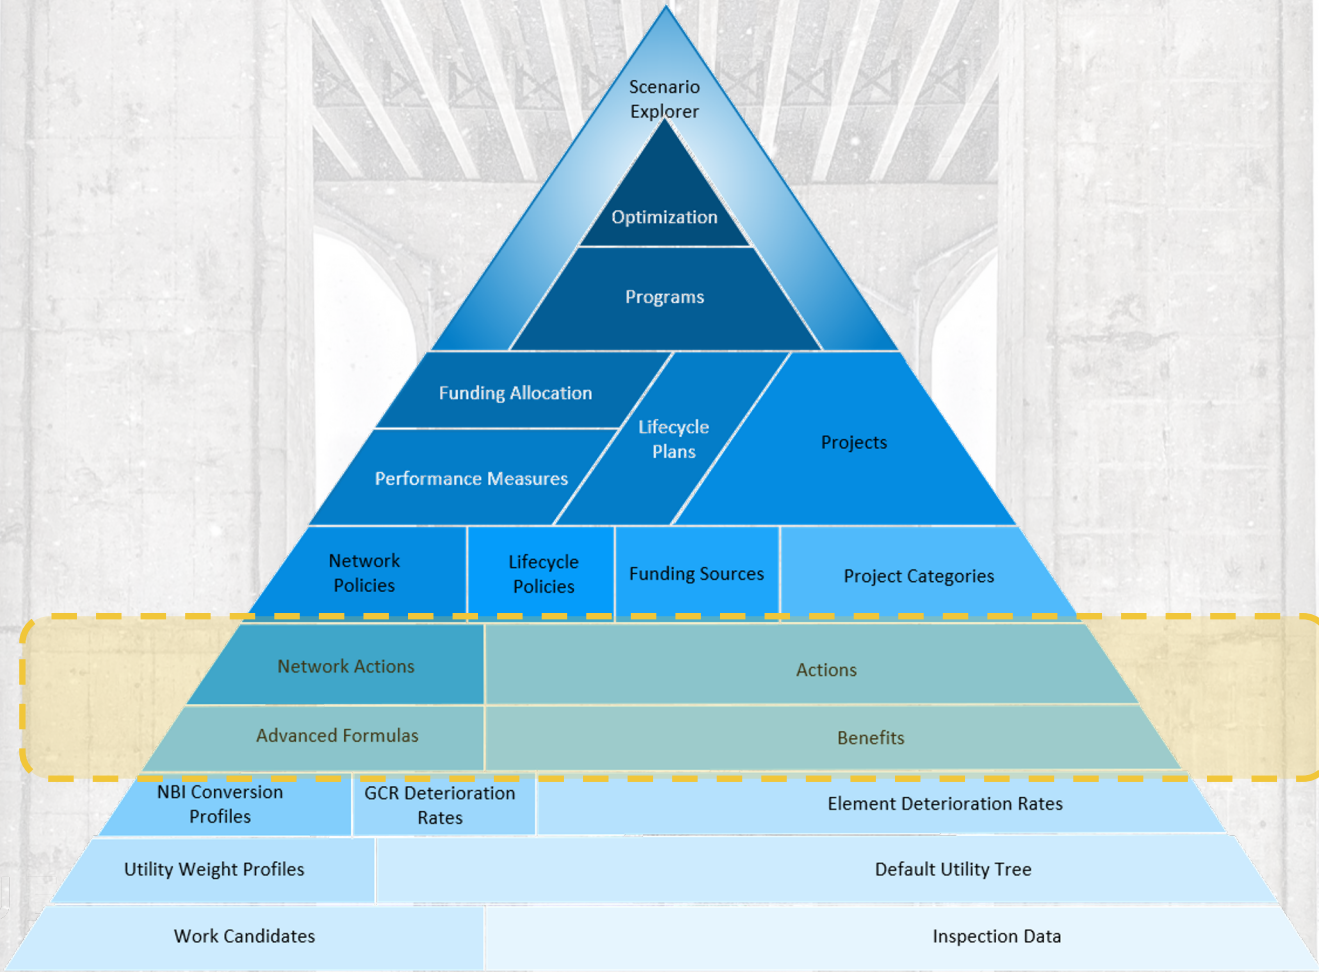 Scenario
Explorer
Optimization
Programs
Funding Allocation
Lifecycle
Plans
Projects
Performance Measures
Network
Policies
Lifecycle
Policies
Funding Sources
Project Categories
Network Actions
Actions
Advanced Formulas
Benefits
NBI Conversion
Profiles
GCR Deterioration
Rates
Element Deterioration Rates
Utility Weight Profiles
Default Utility Tree
Work Candidates
Inspection Data